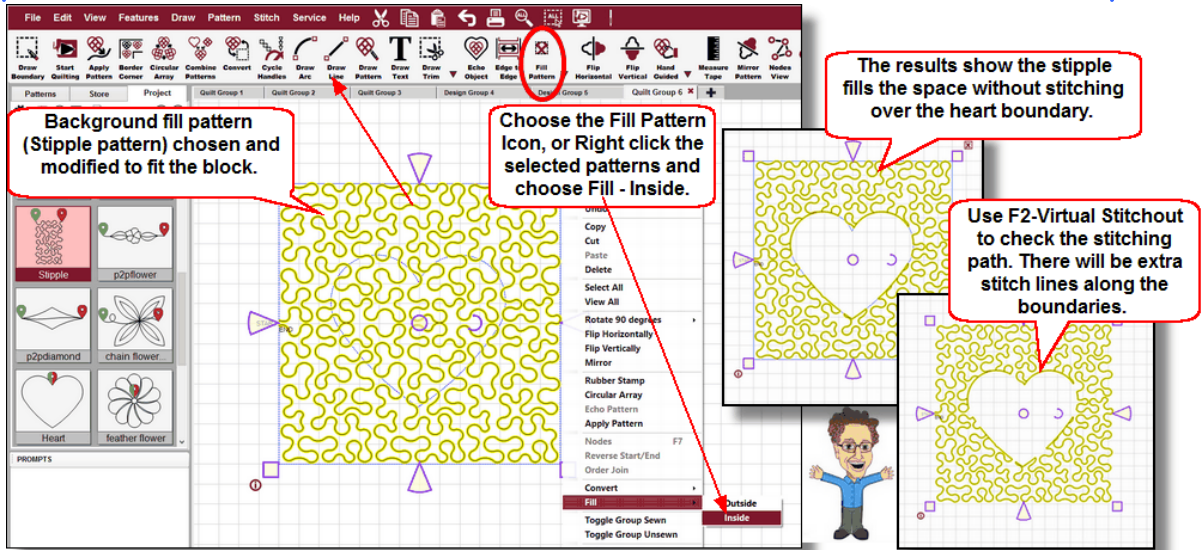 File Edit View Features Draw Pattern Stitch Service Help
Draw Boundary Start Quilting Apply Pattern Border Corner Circular Array Combine Patterns Convert Cycle Handles Draw Arc Draw Line Draw Pattern Draw Text Draw Trim Echo Object Edge to Edge Fill Pattern Flip Horizontal Flip Vertical Hand Guided Measure Tape Mirror Pattern Nodes View
Patterns Store Project Quilt Group 1 Quilt Group 2 Quilt Group 3 Design Group 4 Design Group 5 Quilt Group 6
Background fill pattern
(Stipple pattern) chosen and
modified to fit the block.
Choose the Fill Pattern
Icon, or Right click the
selected patterns and
choose Fill - Inside.
The results show the stipple
fills the space without stitching
over the heart boundary.
Use F2-Virtual Stitchout
to check the stitching
path. There will be extra
stitch lines along the
boundaries.
Stipple p2pflower
p2pdiamond chain flower...
Heart feather flower
PROMPTS
Undo
Copy
Cut
Paste
Delete
Select All
View All
Rotate 90 degrees
Flip Horizontally
Flip Vertically
Mirror
Rubber Stamp
Circular Array
Echo Pattern
Apply Pattern
Nodes F7
Reverse Start/End
Order Join
Convert
Fill
Toggle Group Sewn
Toggle Group Unsewn
Outside
Inside